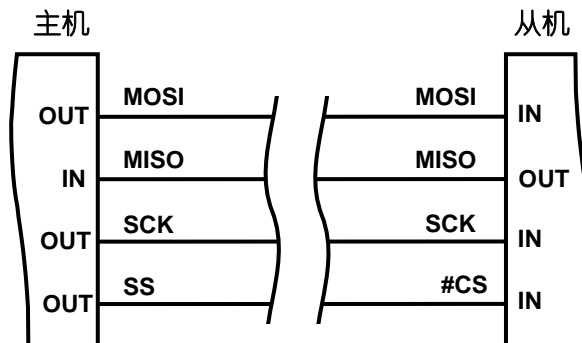 主机 从机
MOSI MOSI
OUT IN
MISO MISO
IN OUT
SCK SCK
OUT IN
SS #CS
OUT IN